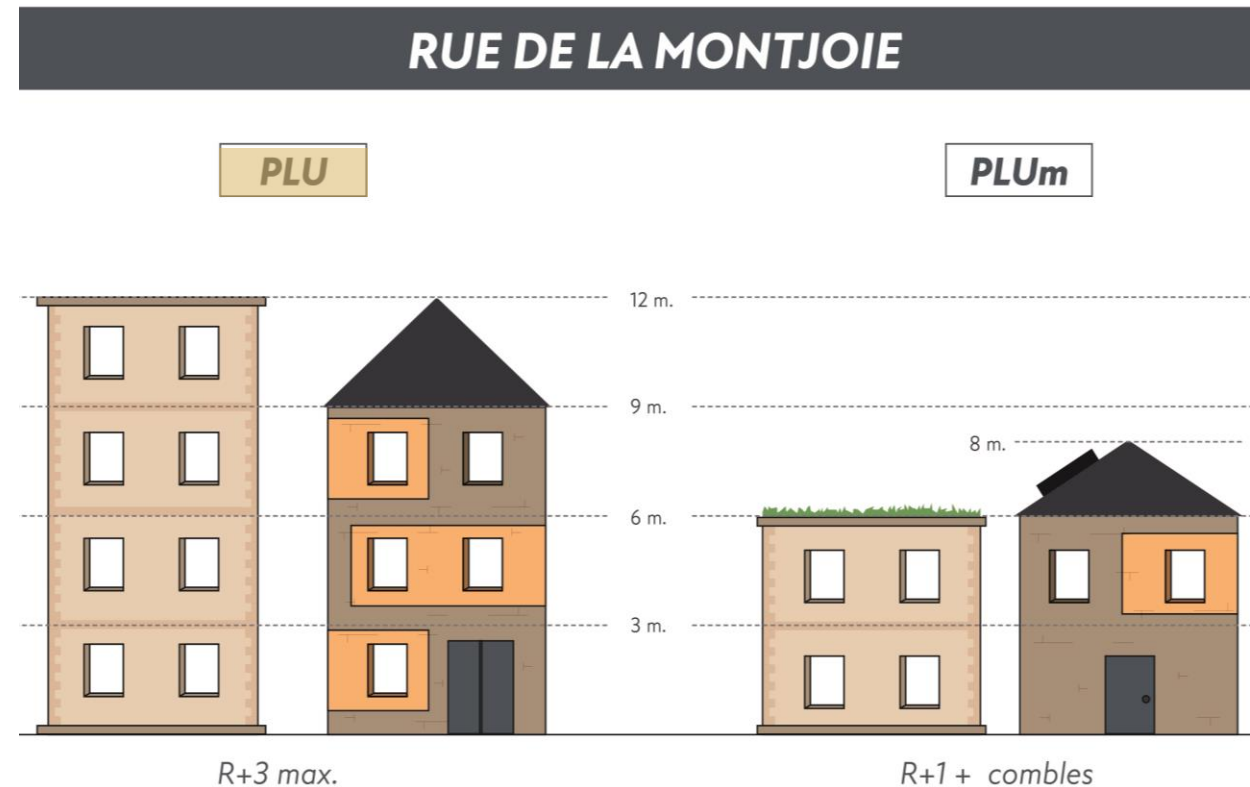 RUE DE LA MONTJOIE
PLU
PLUm
12 m.
9 m.
8 m.
6 m.
3 m.
R+3 max.
R+1 + combles